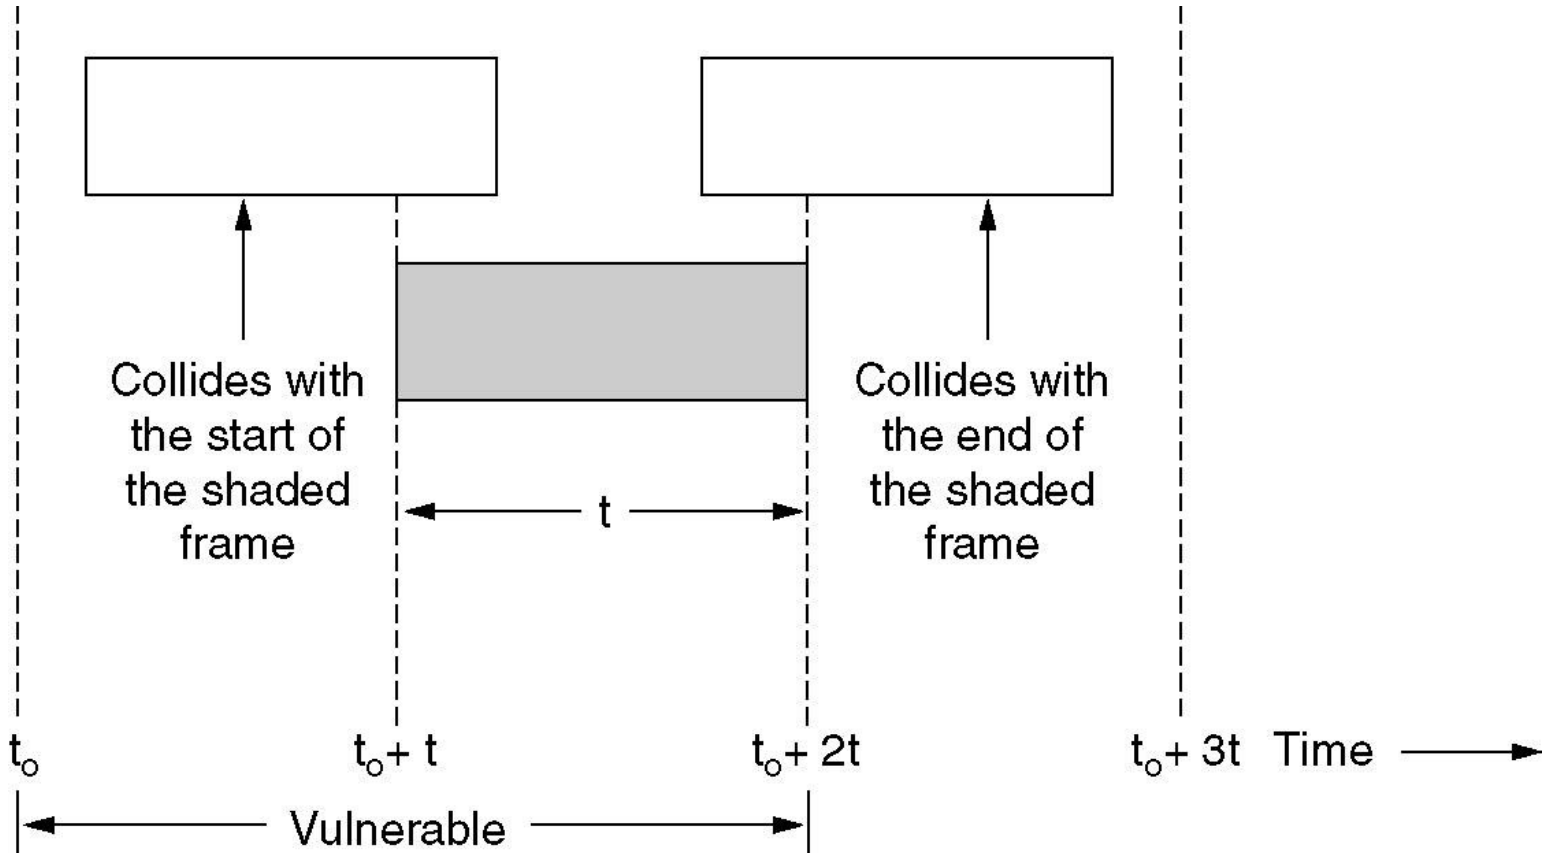 Collides with
the start of
the shaded
frame
Collides with
the end of
the shaded
frame
t
tₒ
tₒ+ t
tₒ+ 2t
tₒ+ 3t
Time
Vulnerable